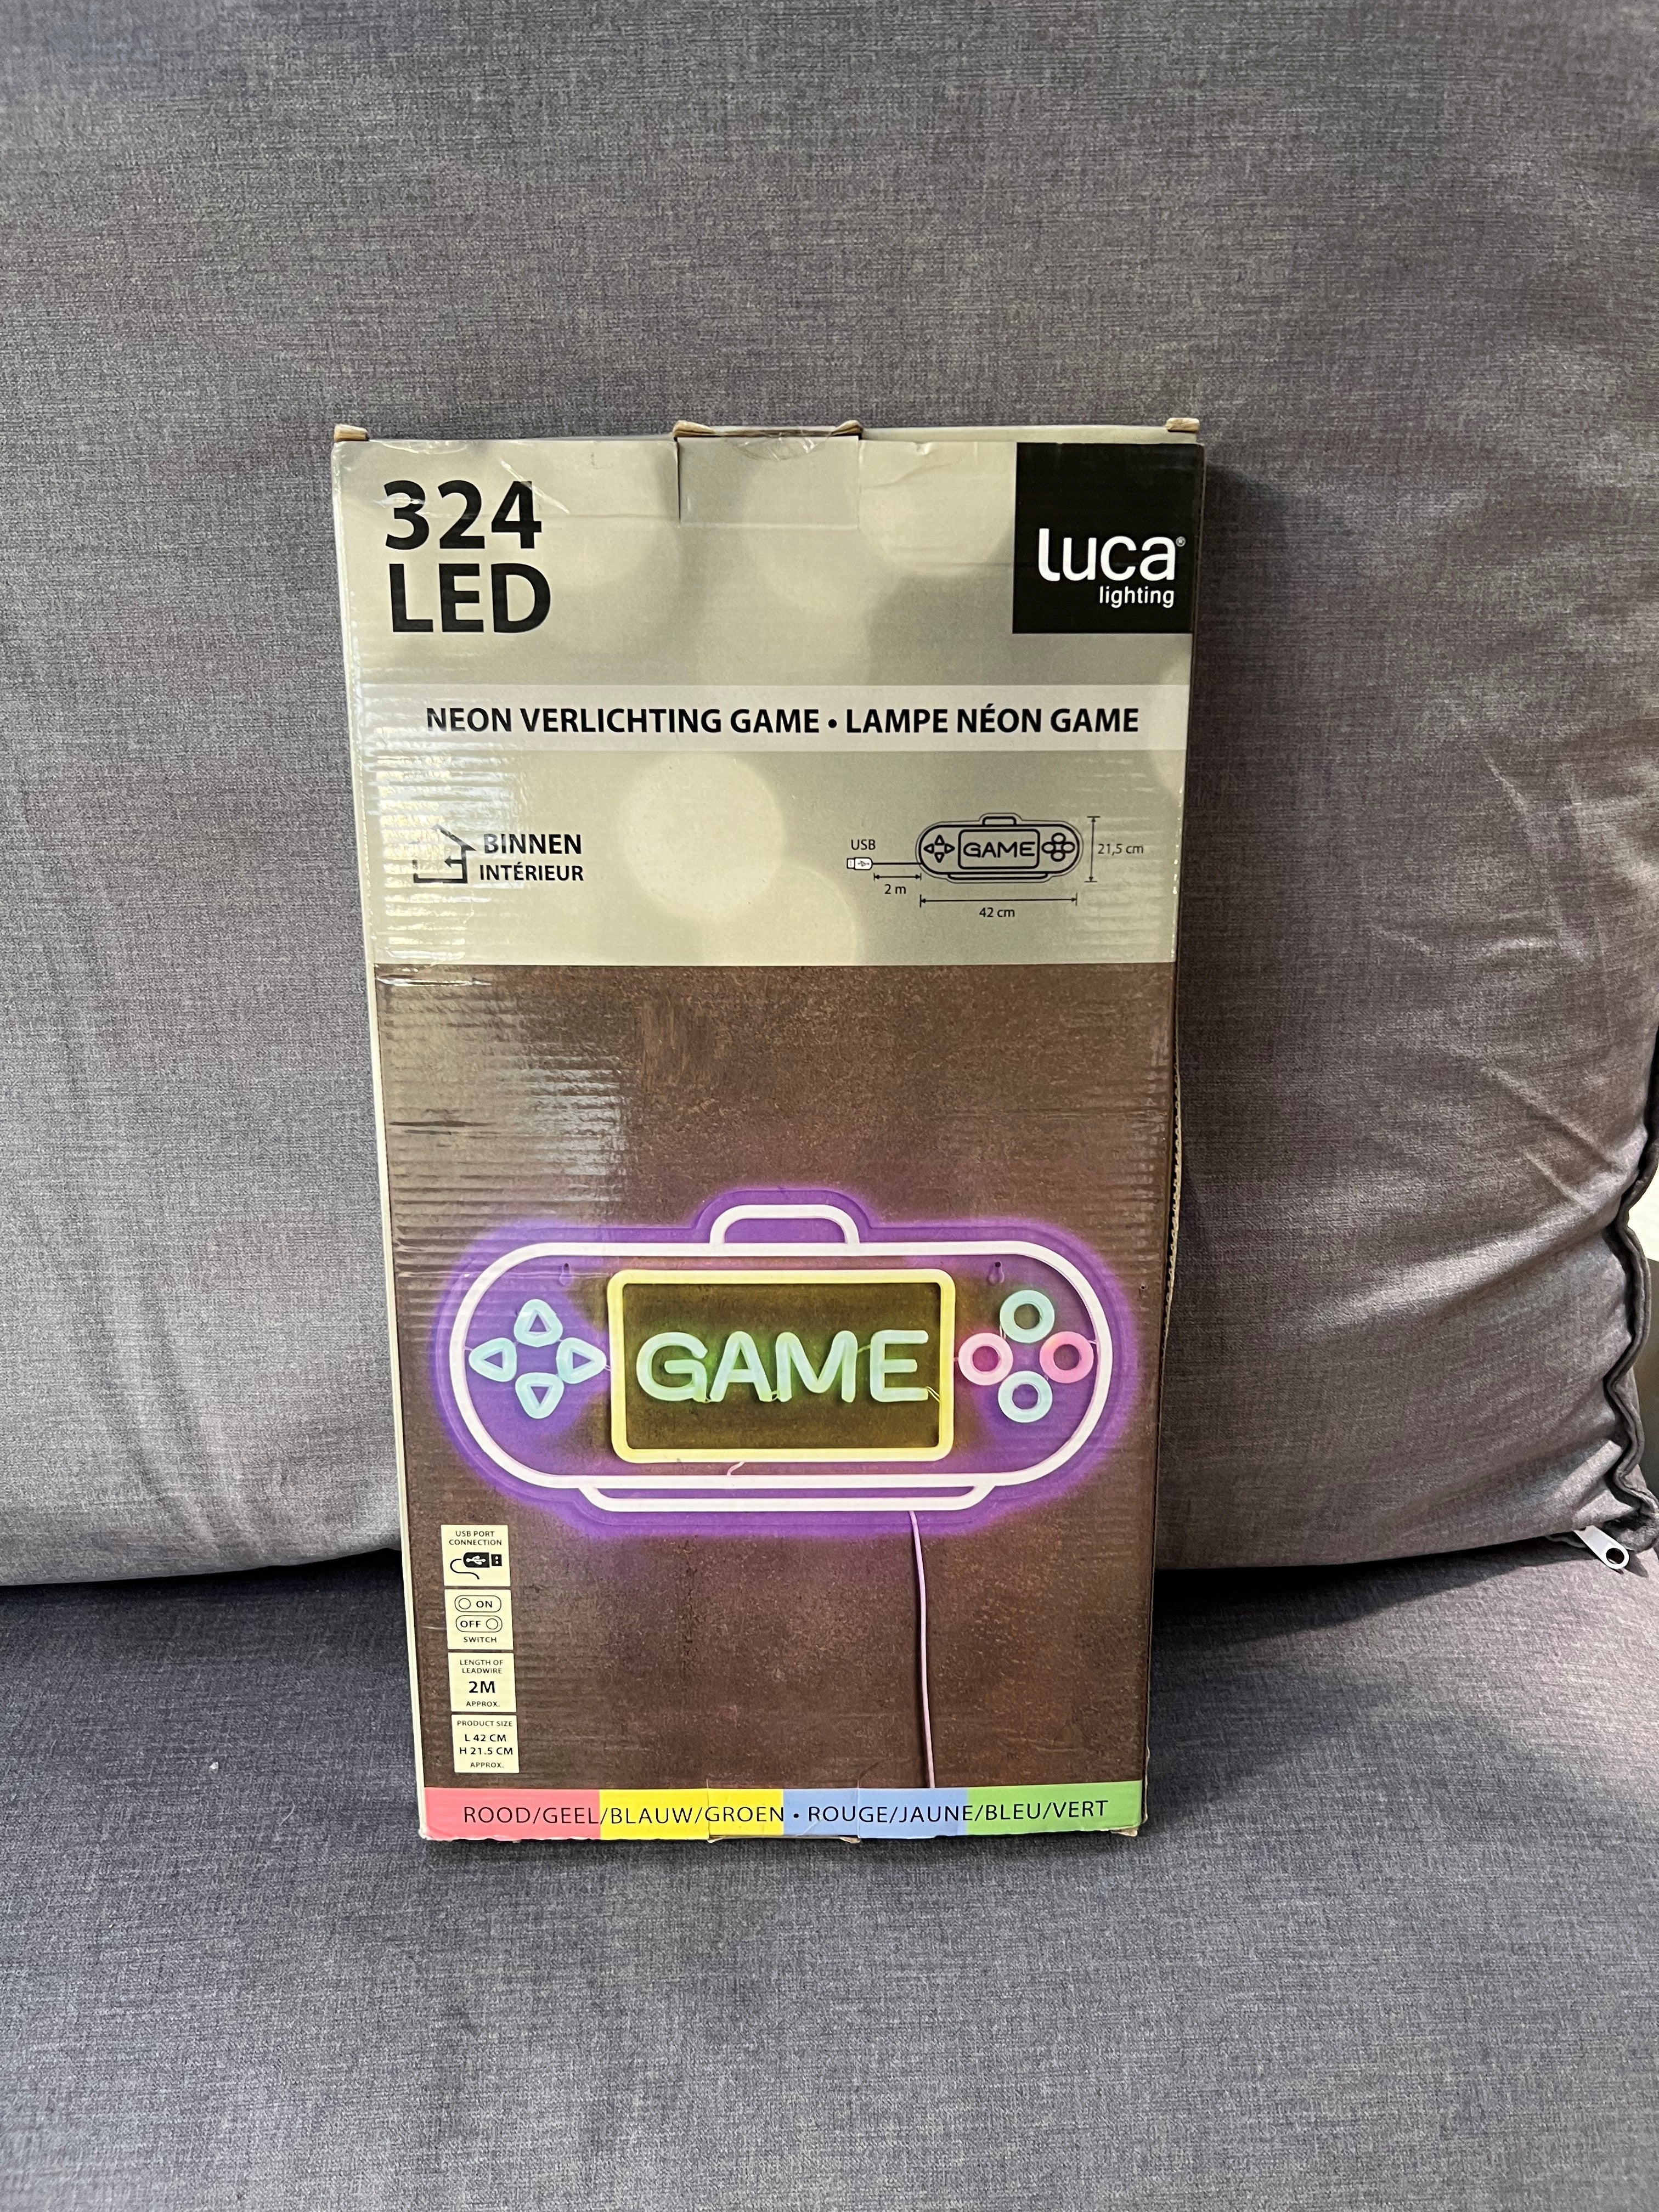 324
LED
luca®
lighting
NEON VERLICHTING GAME • LAMPE NÉON GAME
BINNEN
INTÉRIEUR
USB
GAME
21,5 cm
2 m
42 cm
GAME
USB PORT
CONNECTION
ON
OFF
SWITCH
LENGTH OF
LEADWIRE
2M
APPROX.
PRODUCT SIZE
L 42 CM
H 21.5 CM
APPROX.
ROOD/GEEL/BLAUW/GROEN • ROUGE/JAUNE/BLEU/VERT